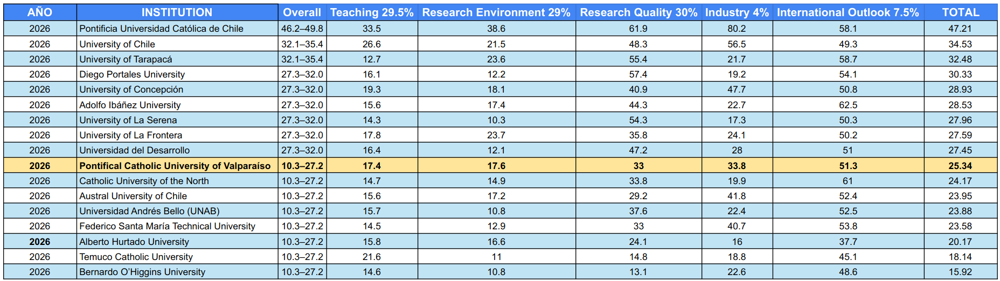 AÑO INSTITUTION Overall Teaching 29.5% Research Environment 29% Research Quality 30% Industry 4% International Outlook 7.5% TOTAL
2026 Pontificia Universidad Católica de Chile 46.2–49.8 33.5 38.6 61.9 80.2 58.1 47.21
2026 University of Chile 32.1–35.4 26.6 21.5 48.3 56.5 49.3 34.53
2026 University of Tarapacá 32.1–35.4 12.7 23.6 55.4 21.7 58.7 32.48
2026 Diego Portales University 27.3–32.0 16.1 12.2 57.4 19.2 54.1 30.33
2026 University of Concepción 27.3–32.0 19.3 18.1 40.9 47.7 50.8 28.93
2026 Adolfo Ibáñez University 27.3–32.0 15.6 17.4 44.3 22.7 62.5 28.53
2026 University of La Serena 27.3–32.0 14.3 10.3 54.3 17.3 50.3 27.96
2026 University of La Frontera 27.3–32.0 17.8 23.7 35.8 24.1 50.2 27.59
2026 Universidad del Desarrollo 27.3–32.0 16.4 12.1 47.2 28 51 27.45
2026 Pontifical Catholic University of Valparaíso 10.3–27.2 17.4 17.6 33 33.8 51.3 25.34
2026 Catholic University of the North 10.3–27.2 14.7 14.9 33.8 19.9 61 24.17
2026 Austral University of Chile 10.3–27.2 15.6 17.2 29.2 41.8 52.4 23.95
2026 Universidad Andrés Bello (UNAB) 10.3–27.2 15.7 10.8 37.6 22.4 52.5 23.88
2026 Federico Santa María Technical University 10.3–27.2 14.5 12.9 33 40.7 53.8 23.58
2026 Alberto Hurtado University 10.3–27.2 15.8 16.6 24.1 16 37.7 20.17
2026 Temuco Catholic University 10.3–27.2 21.6 11 14.8 18.8 45.1 18.14
2026 Bernardo O’Higgins University 10.3–27.2 14.6 10.8 13.1 22.6 48.6 15.92